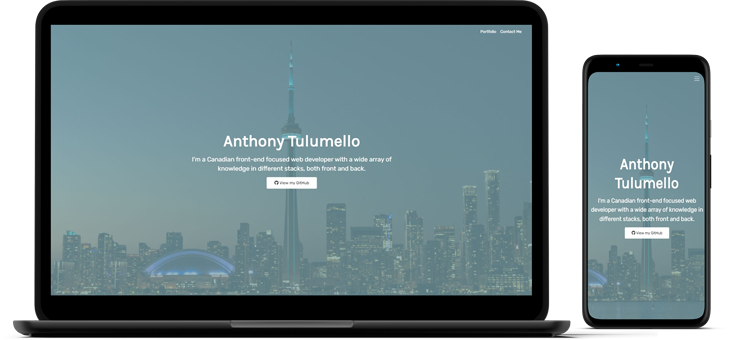 Portfolio Contact Me
Anthony Tulumello
I'm a Canadian front-end focused web developer with a wide array of
knowledge in different stacks, both front and back.
View my GitHub
Anthony
Tulumello
I'm a Canadian front-end focused web
developer with a wide array of knowledge in
different stacks, both front and back.
View my GitHub